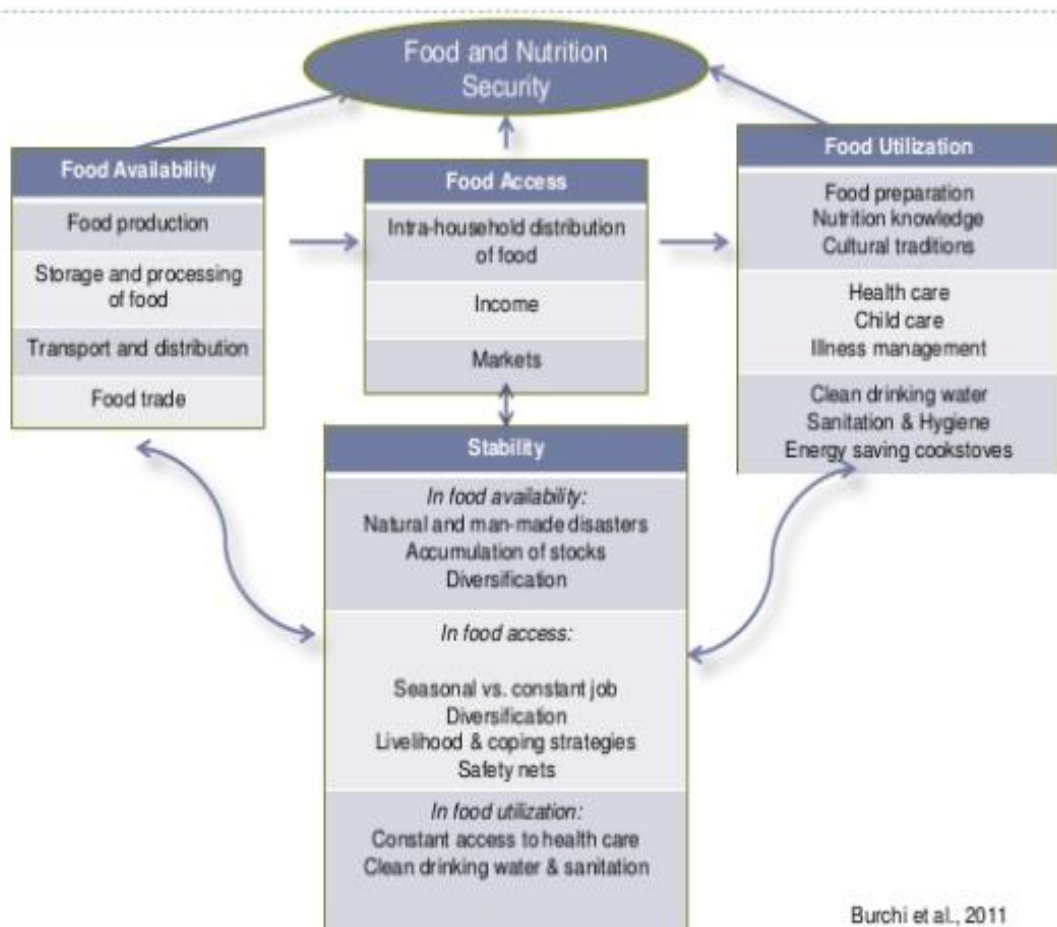 Food and Nutrition
Security
Food Availability
Food production
Storage and processing
of food
Transport and distribution
Food trade
Food Access
Intra-household distribution
of food
Income
Markets
Food Utilization
Food preparation
Nutrition knowledge
Cultural traditions
Health care
Child care
Illness management
Clean drinking water
Sanitation & Hygiene
Energy saving cookstoves
Stability
In food availability:
Natural and man-made disasters
Accumulation of stocks
Diversification
In food access:
Seasonal vs. constant job
Diversification
Livelihood & coping strategies
Safety nets
In food utilization:
Constant access to health care
Clean drinking water & sanitation
Burchi et al., 2011